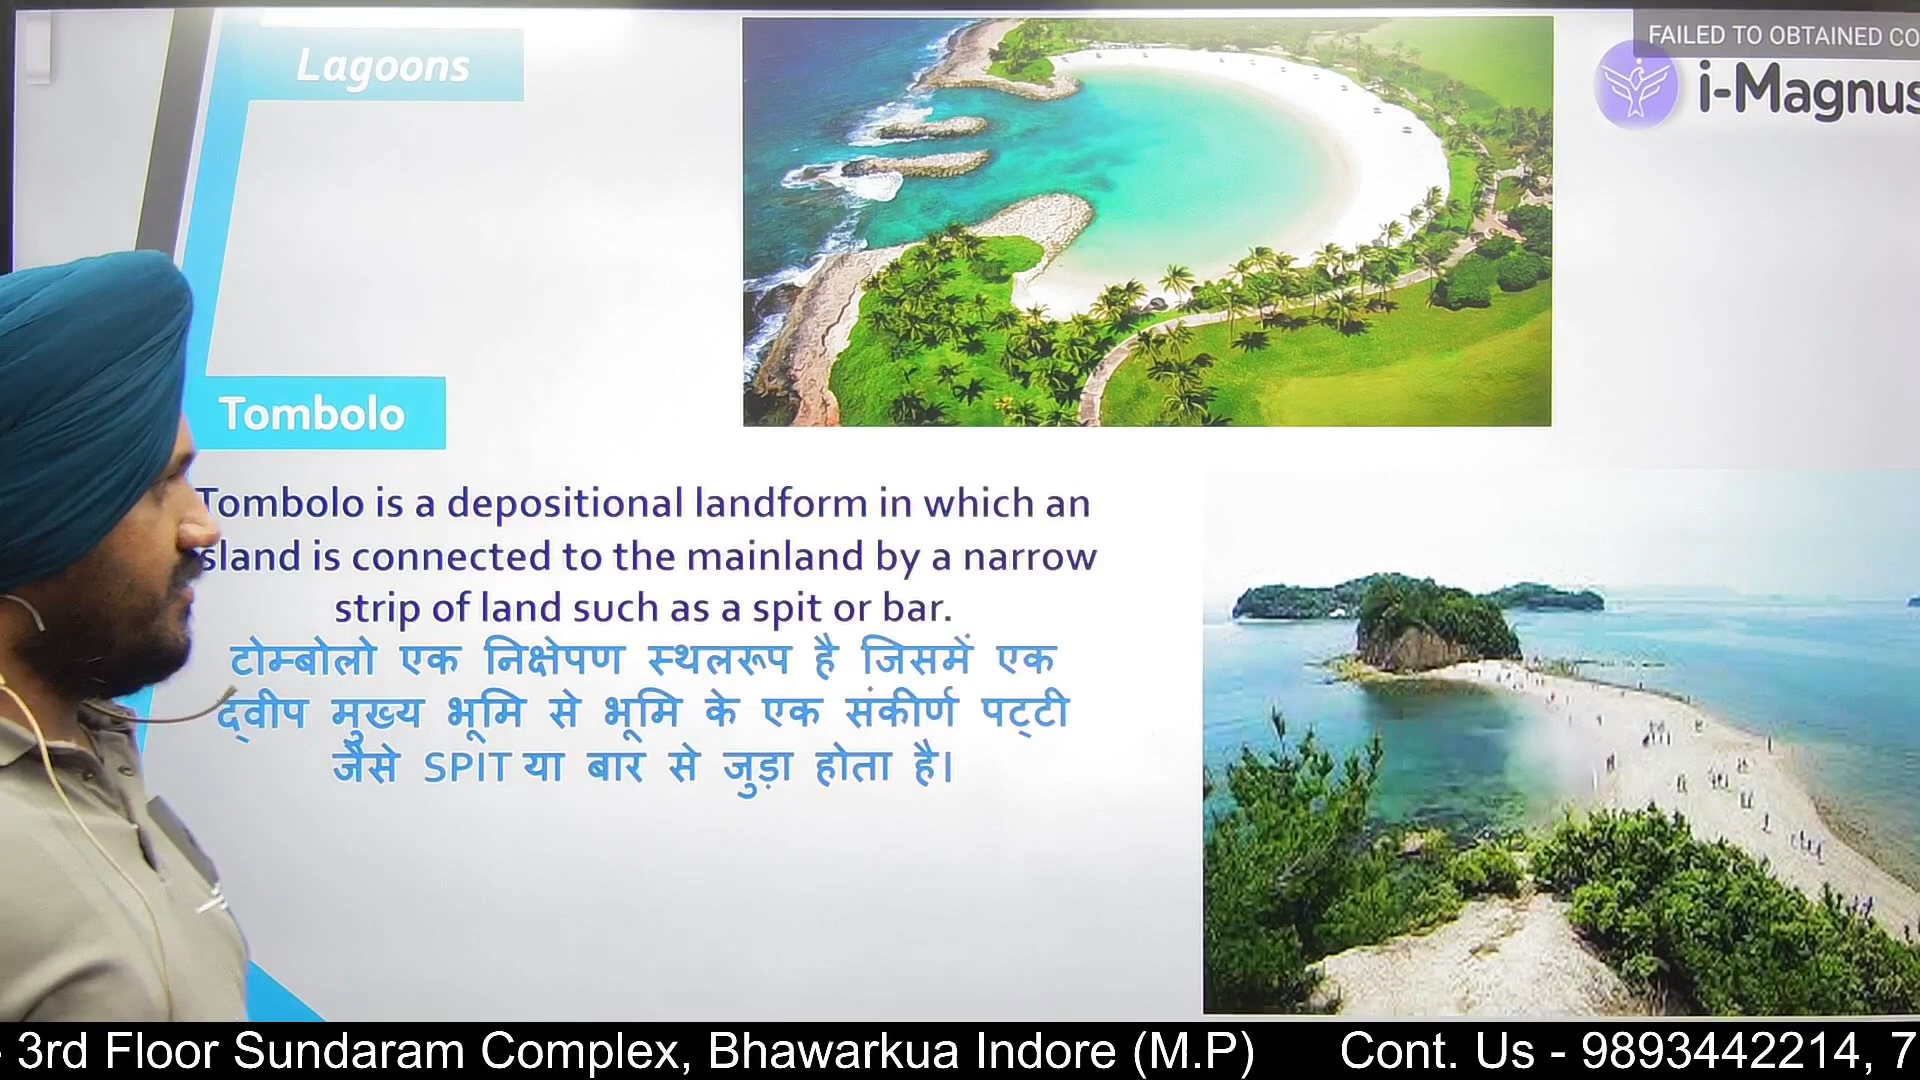 Lagoons
FAILED TO OBTAINED CO
i-Magnus
Tombolo
Tombolo is a depositional landform in which an
sland is connected to the mainland by a narrow
strip of land such as a spit or bar.
टोम्बोलो एक निक्षेपण स्थलरूप है जिसमें एक
द्वीप मुख्य भूमि से भूमि के एक संकीर्ण पट्टी
जैसे SPIT या बार से जुड़ा होता है।
3rd Floor Sundaram Complex, Bhawarkua Indore (M.P) Cont. Us - 9893442214, 7